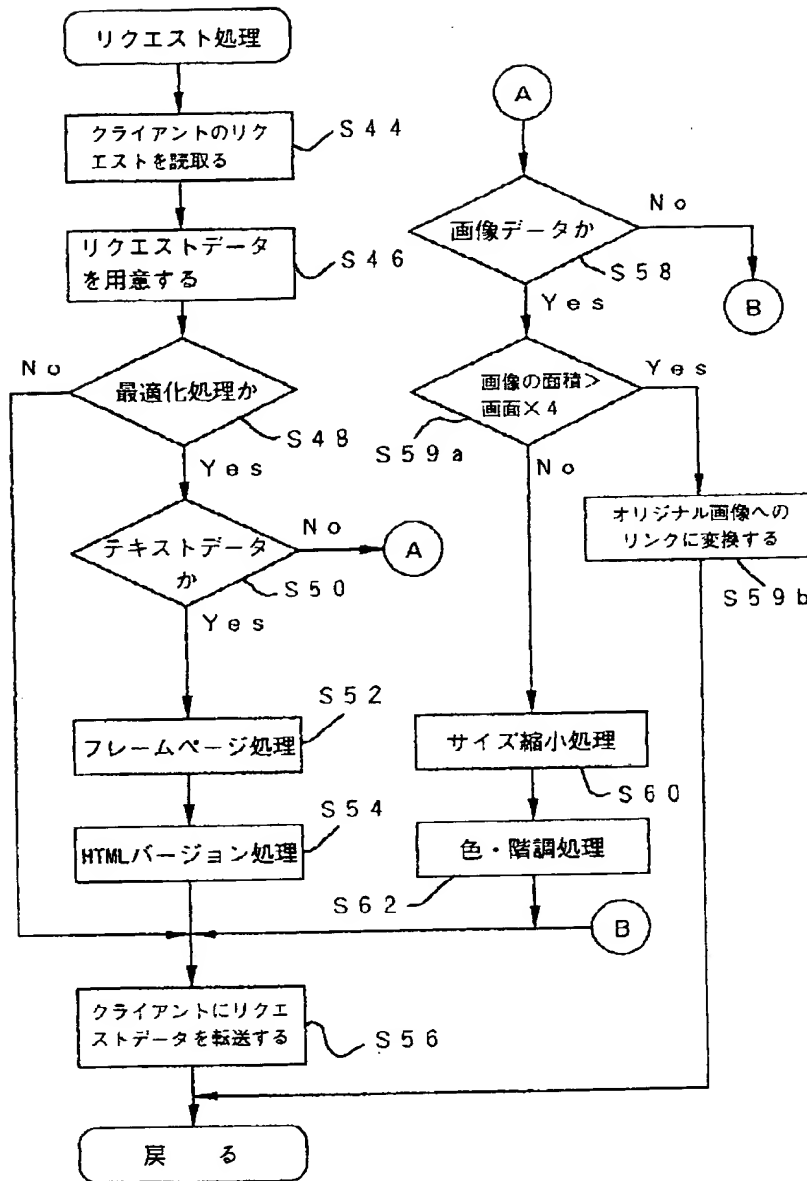 リクエスト処理
クライアントのリク
エストを読取る
S44
リクエストデータ
を用意する
S46
No
最適化処理か
S48
Yes
テキストデータ
か
No
A
S50
Yes
S52
フレームページ処理
S54
HTMLバージョン処理
クライアントにリクエ
ストデータを転送する
S56
戻 る
A
画像データか
No
S58
B
Yes
画像の面積>
画面×4
Yes
S59a
No
オリジナル画像への
リンクに変換する
S59b
サイズ縮小処理
S60
色・階調処理
S62
B